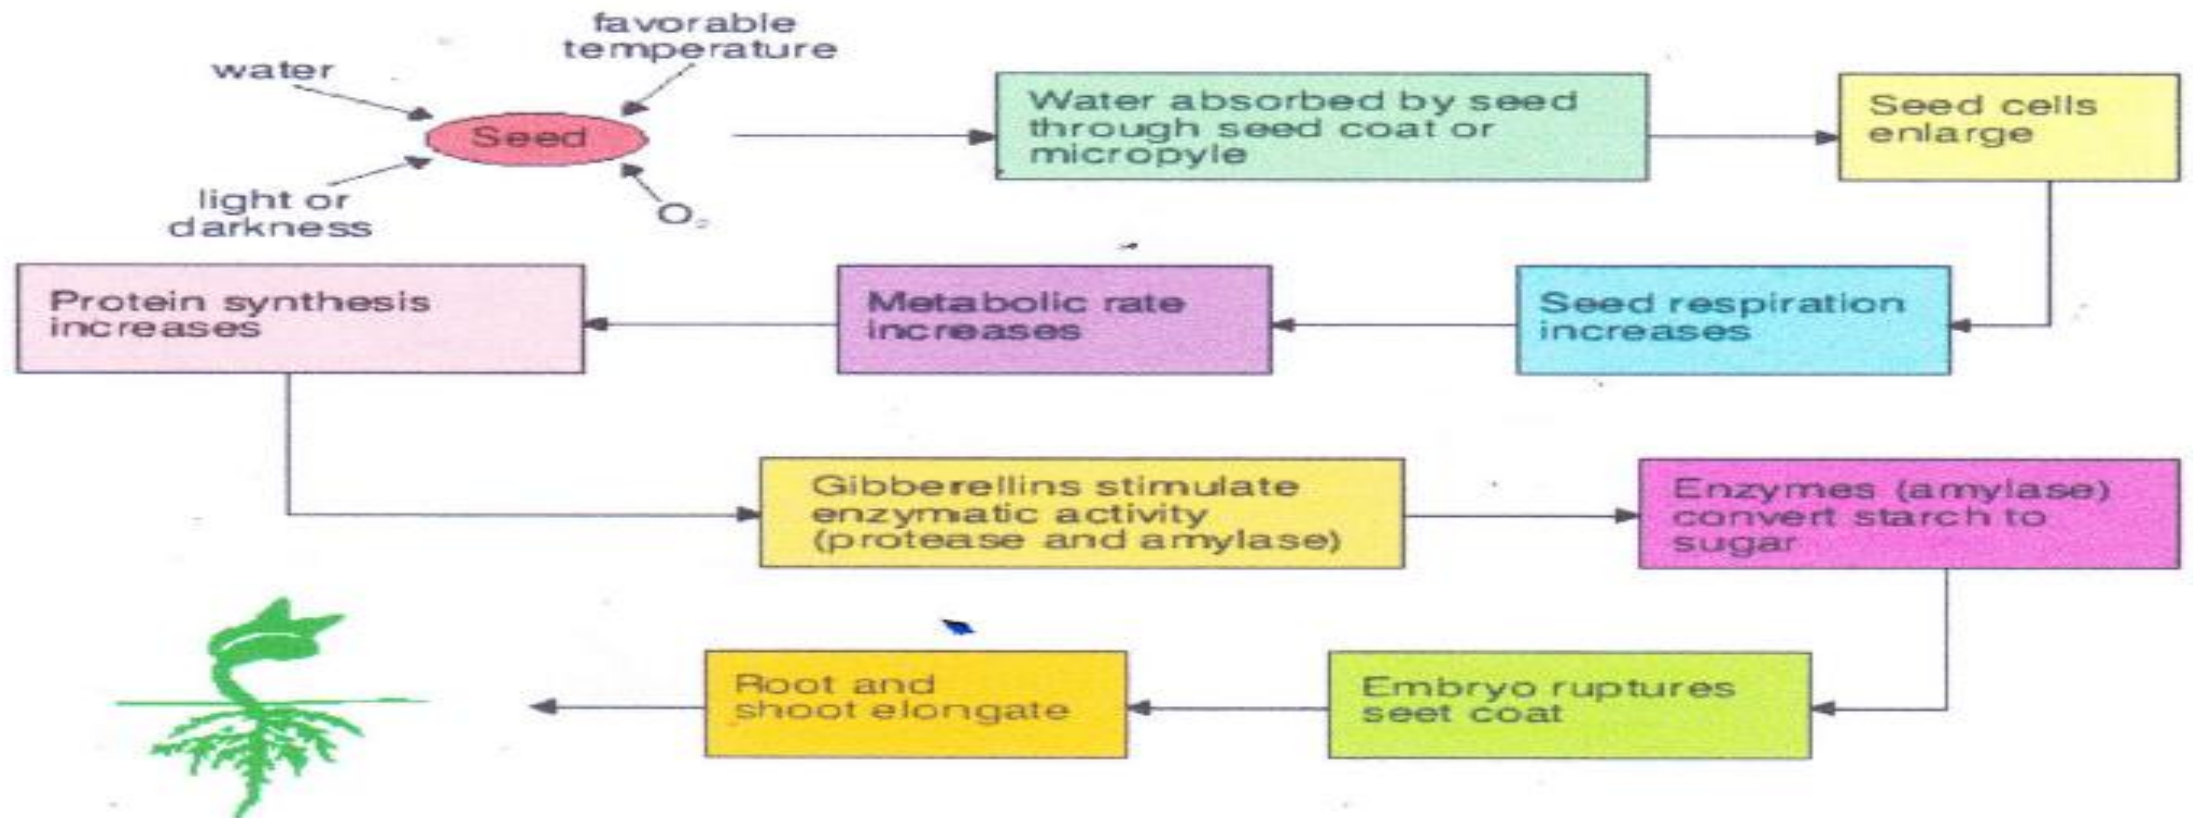 favorable
temperature
water
Seed
light or
darkness
O₂
Water absorbed by seed
through seed coat or
micropyle
Seed cells
enlarge
Seed respiration
increases
Metabolic rate
increases
Protein synthesis
increases
Gibberellins stimulate
enzymatic activity
(protease and amylase)
Enzymes (amylase)
convert starch to
sugar
Embryo ruptures
seet coat
Root and
shoot elongate